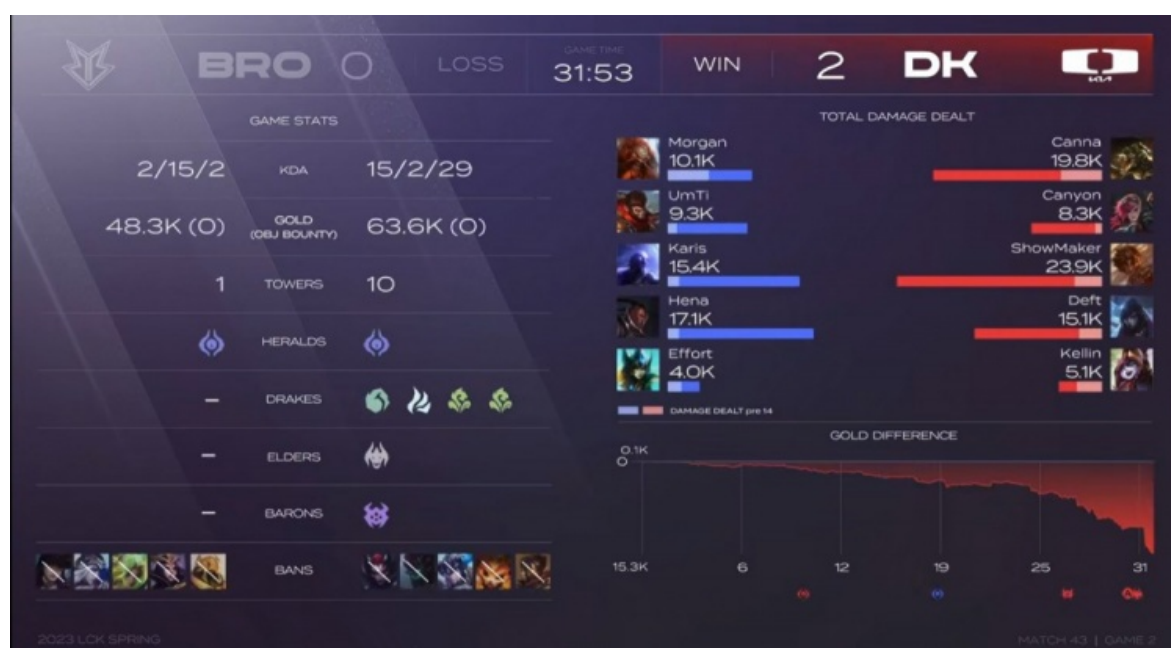 BRO 0 LOSS GAME TIME 31:53 WIN 2 DK
KIA
GAME STATS
2/15/2 KDA 15/2/29
48.3K (0) GOLD (OBJ BOUNTY) 63.6K (0)
1 TOWERS 10
HERALDS
– DRAKES
– ELDERS
– BARONS
BANS
TOTAL DAMAGE DEALT
Morgan Canna
10.1K 19.8K
UmTi Canyon
9.3K 8.3K
Karis ShowMaker
15.4K 23.9K
Hena Deft
17.1K 15.1K
Effort Kellin
4.0K 5.1K
DAMAGE DEALT pre 14
GOLD DIFFERENCE
0.1K
0
15.3K 6 12 19 25 31
2023 LCK SPRING
MATCH 43 | GAME 2